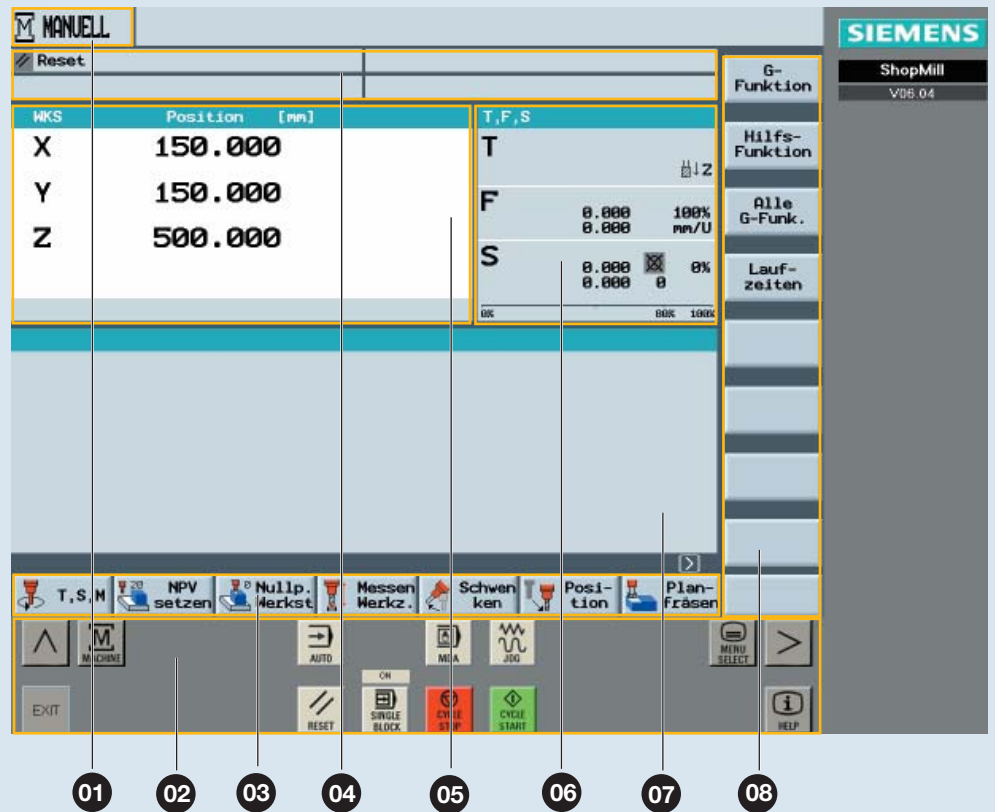 MANUELL
SIEMENS
ShopMill
V06.04
Reset
G-
Funktion
Hilfs-
Funktion
Alle
G-Funk.
Lauf-
zeiten
WKS Position [mm]
X 150.000
Y 150.000
Z 500.000
T,F,S
T
Z
F
0.000 100%
0.000 mm/U
S
0.000 0%
0.000 0
0% 80% 100%
T,S,M
NPV
setzen
Nullp.
Werkst
Messen
Werkz.
Schwen
ken
Posi-
tion
Plan-
fräsen
MACHINE
AUTO
MDA
JOG
MENU
SELECT
EXIT
RESET
ON
SINGLE
BLOCK
CYCLE
STOP
CYCLE
START
HELP
01 02 03 04 05 06 07 08